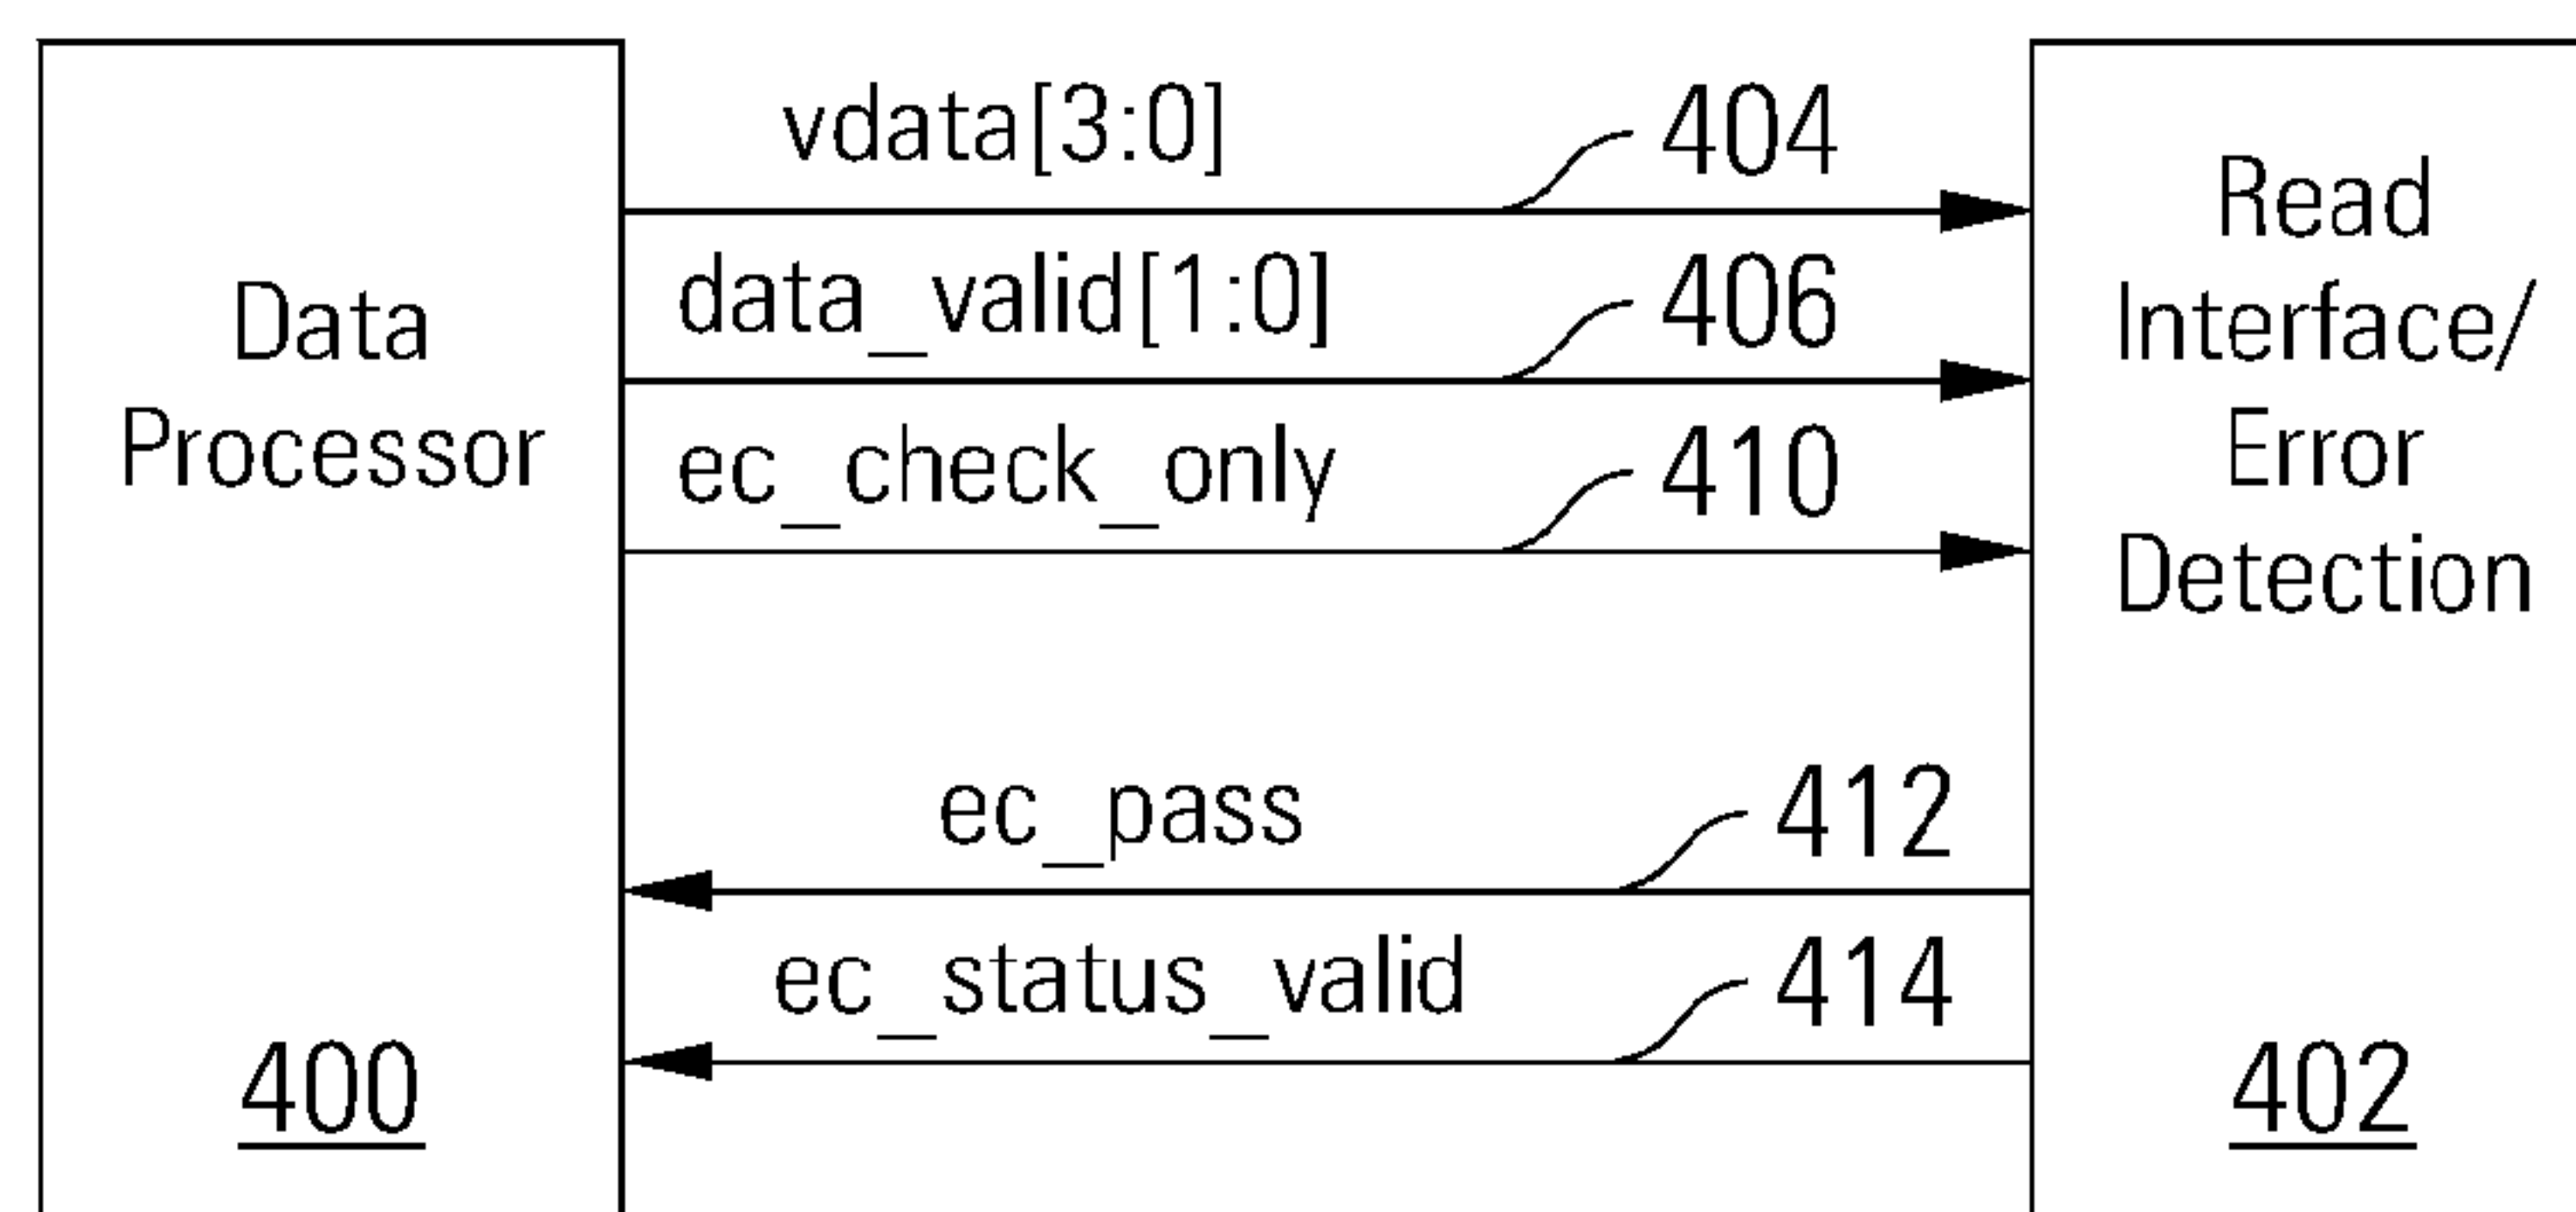 Data
Processor
400
vdata[3:0]
404
data_valid[1:0]
406
ec_check_only
410
ec_pass
412
ec_status_valid
414
Read
Interface/
Error
Detection
402